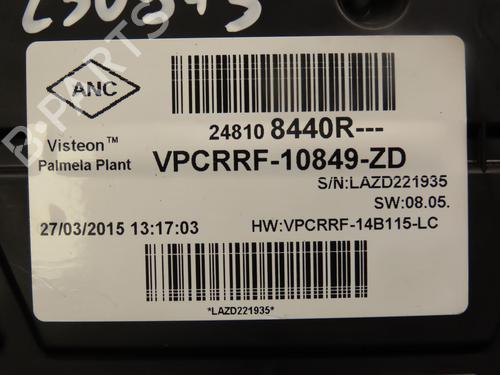 ANC
Visteon™
Palmela Plant
24810 8440R---
VPCRRF-10849-ZD
S/N:LAZD221935
SW:08.05.
27/03/2015 13:17:03
HW:VPCRRF-14B115-LC
*LAZD221935*
B-PARTS